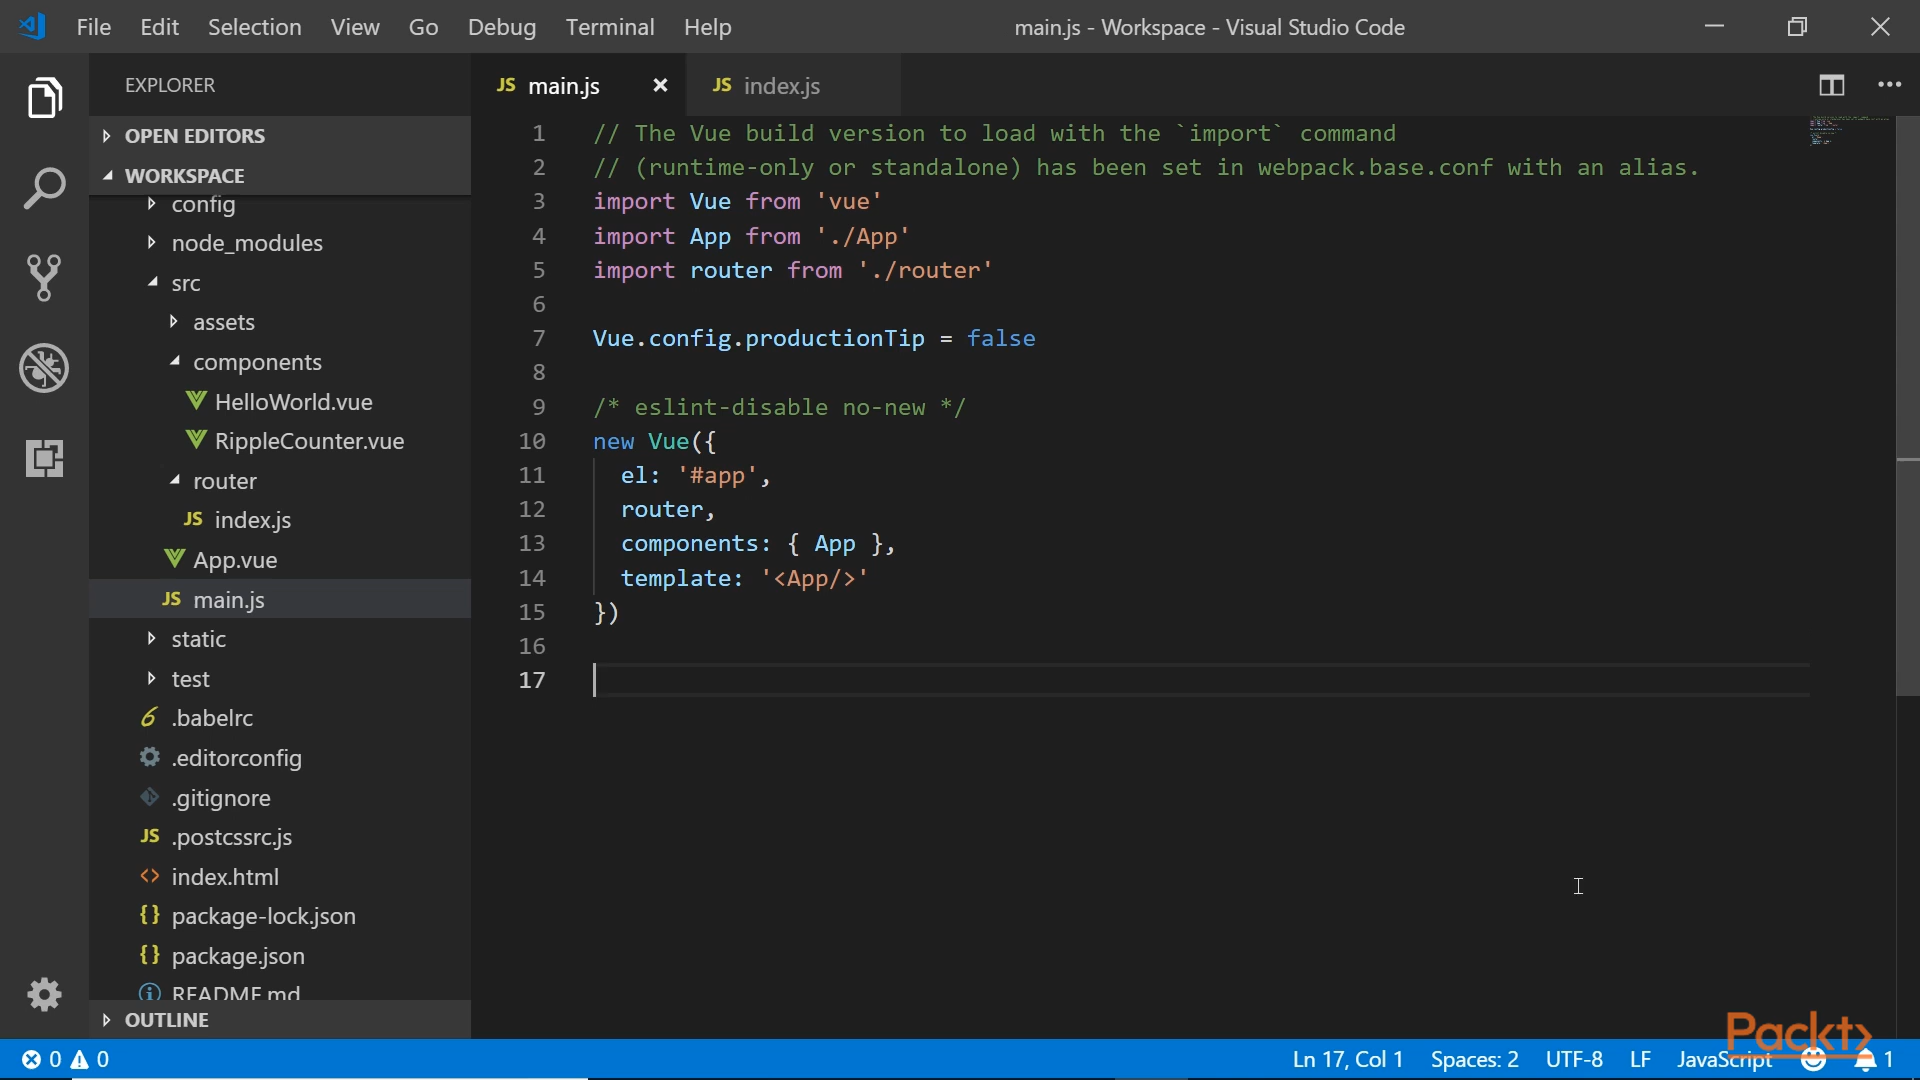 File Edit Selection View Go Debug Terminal Help
main.js - Workspace - Visual Studio Code
EXPLORER
OPEN EDITORS
WORKSPACE
config
node_modules
src
assets
components
HelloWorld.vue
RippleCounter.vue
router
JS index.js
App.vue
JS main.js
static
test
.babelrc
.editorconfig
.gitignore
JS .postcssrc.js
<> index.html
{} package-lock.json
{} package.json
README.md
OUTLINE
JS main.js
JS index.js
1 // The Vue build version to load with the `import` command
2 // (runtime-only or standalone) has been set in webpack.base.conf with an alias.
3 import Vue from 'vue'
4 import App from './App'
5 import router from './router'
6
7 Vue.config.productionTip = false
8
9 /* eslint-disable no-new */
10 new Vue({
11 el: '#app',
12 router,
13 components: { App },
14 template: '<App/>'
15 })
16
17
Packt>
0 0
Ln 17, Col 1 Spaces: 2 UTF-8 LF JavaScript 1